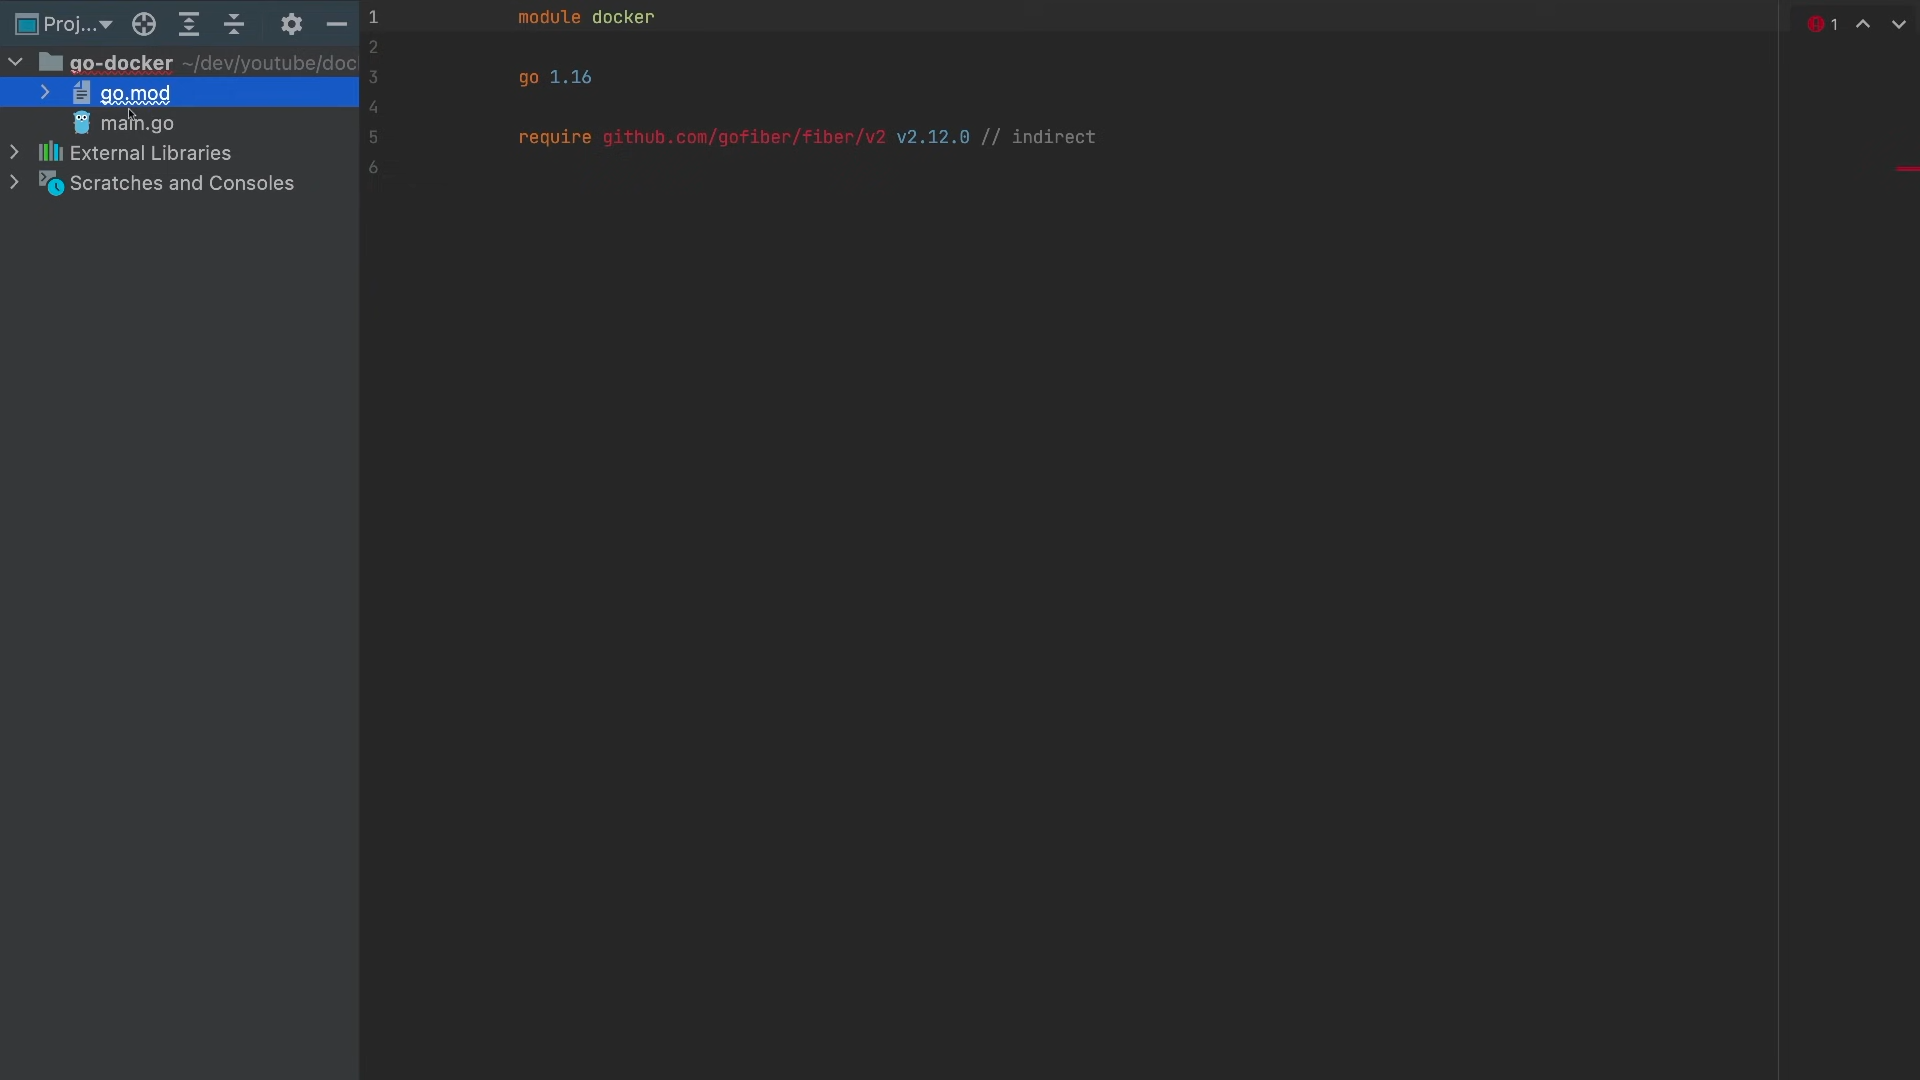 Proj...
go-docker ~/dev/youtube/doc
go.mod
main.go
External Libraries
Scratches and Consoles
1 module docker
2
3 go 1.16
4
5 require github.com/gofiber/fiber/v2 v2.12.0 // indirect
6
1